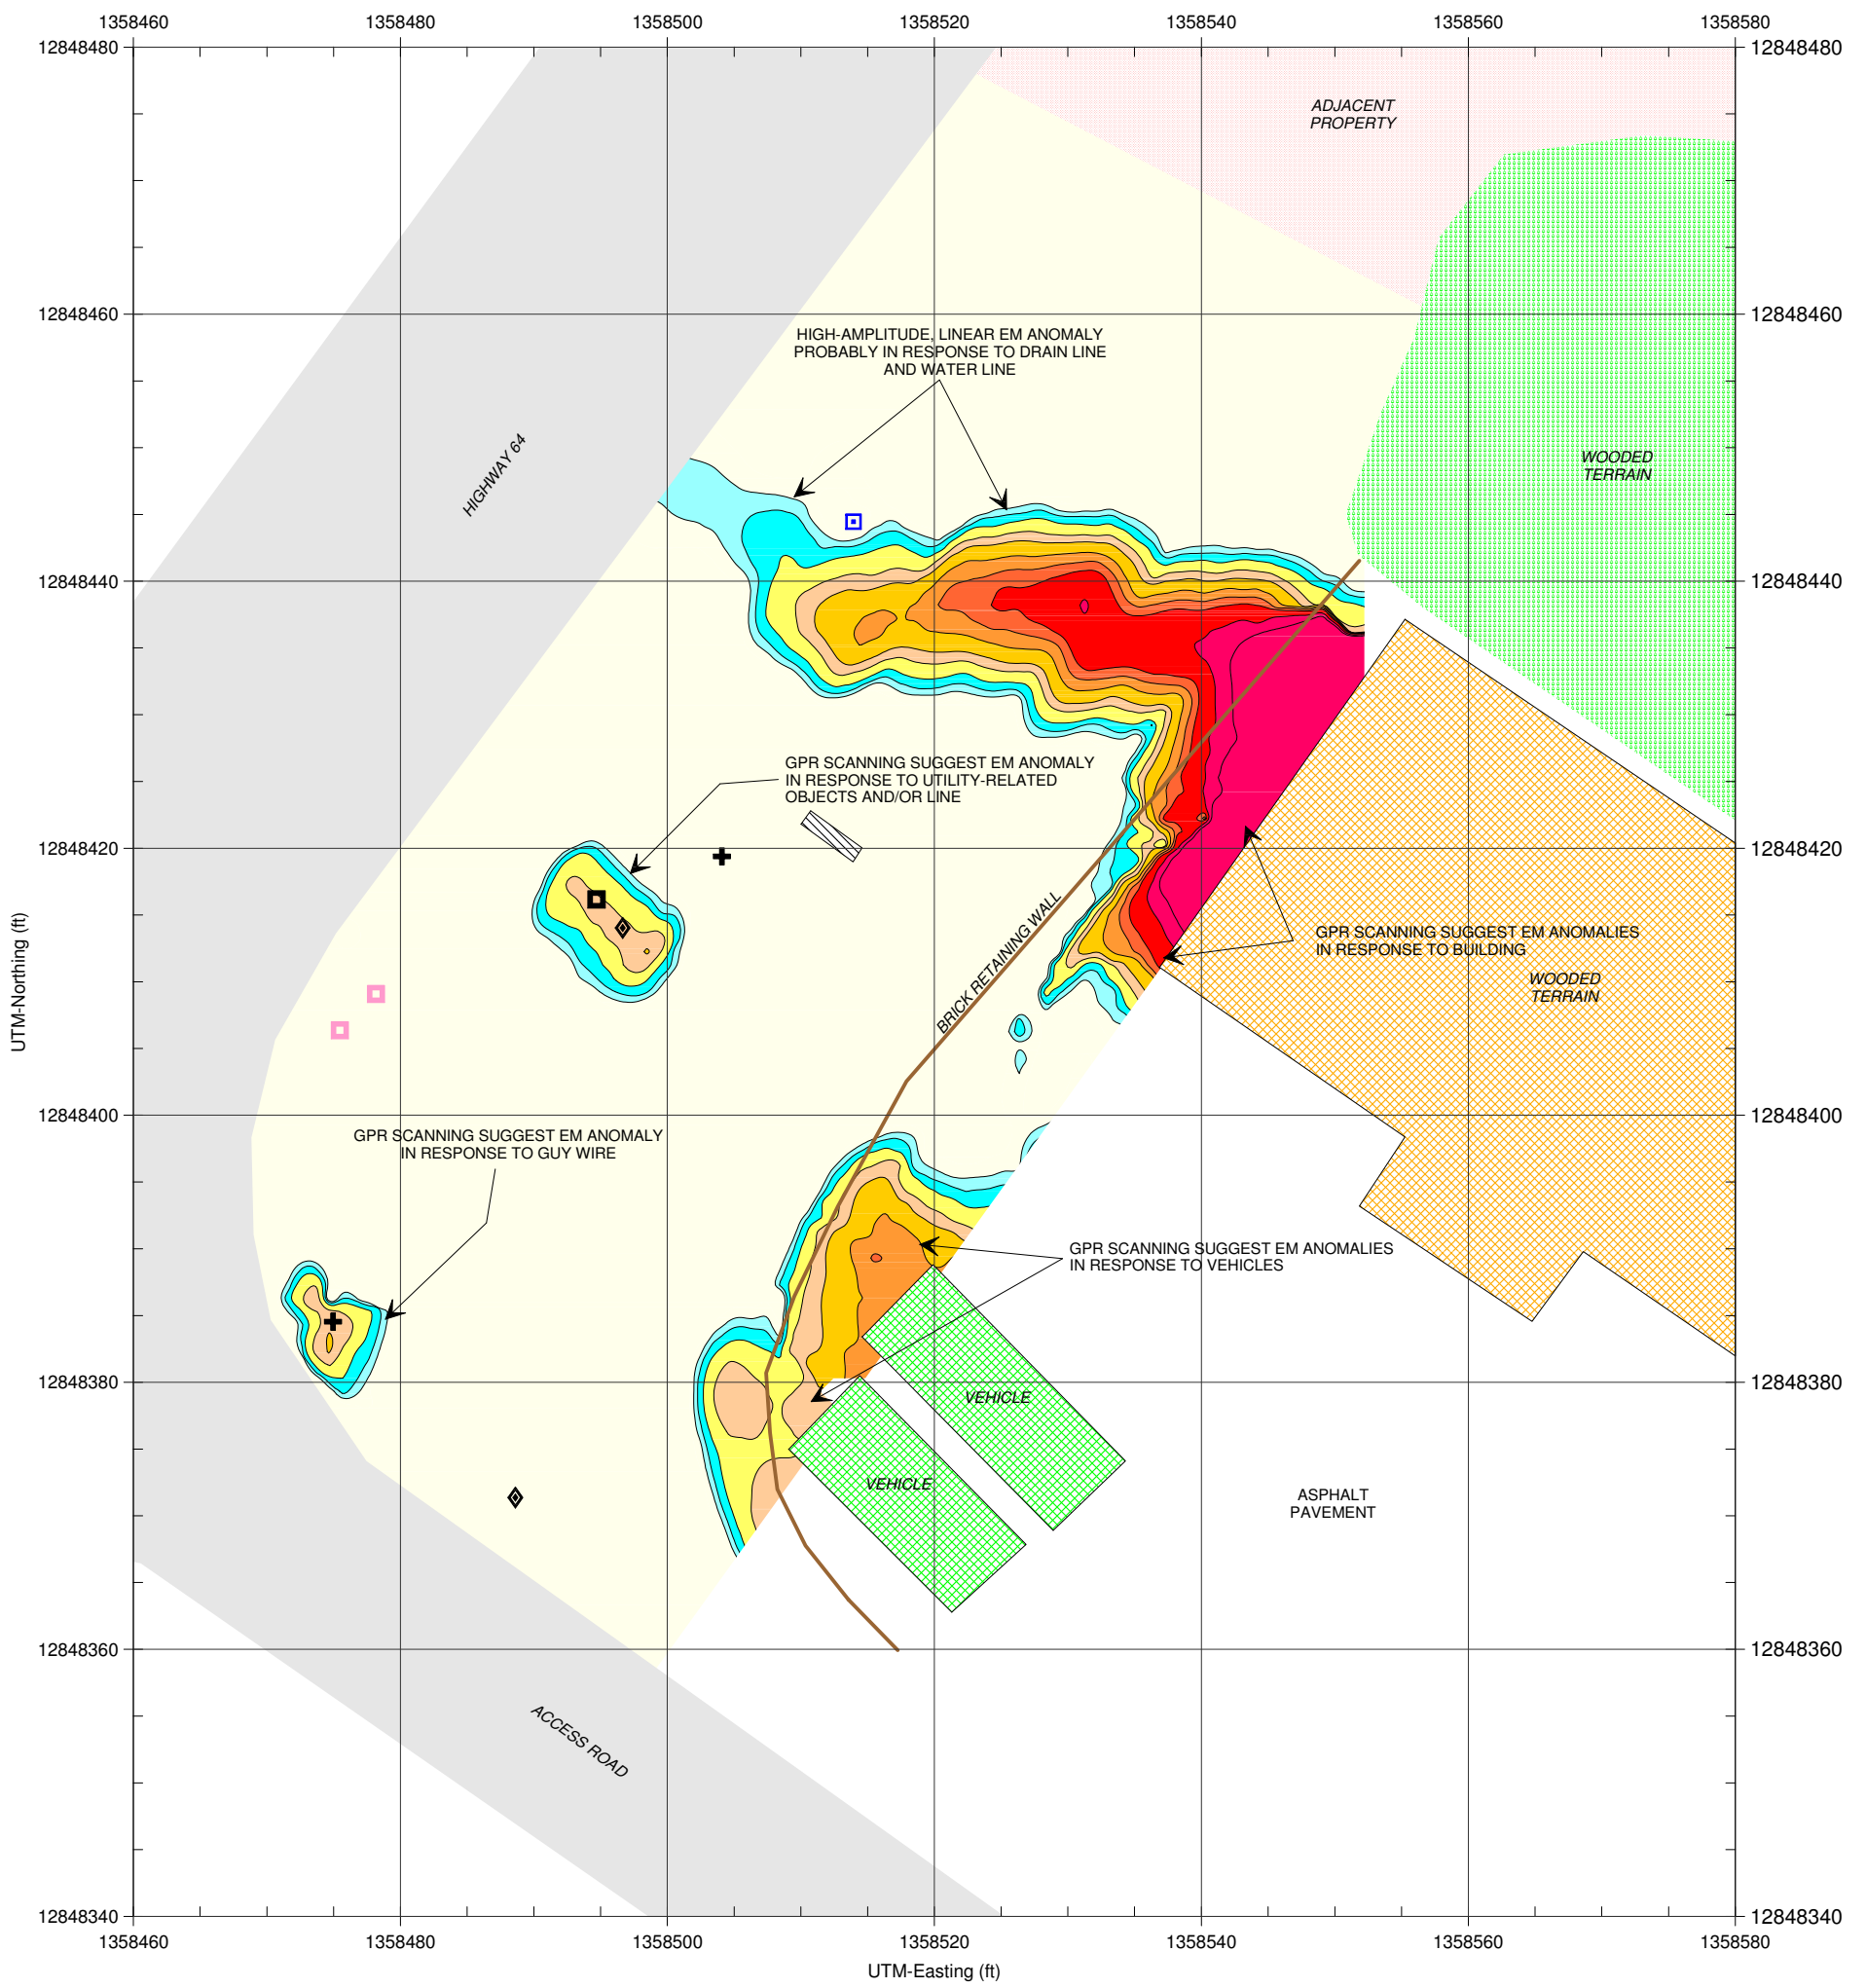 1358460 1358480 1358500 1358520 1358540 1358560 1358580
12848480 12848480
ADJACENT
PROPERTY
12848460 12848460
HIGH-AMPLITUDE, LINEAR EM ANOMALY
PROBABLY IN RESPONSE TO DRAIN LINE
AND WATER LINE
HIGHWAY 64
WOODED
TERRAIN
12848440 12848440
GPR SCANNING SUGGEST EM ANOMALY
IN RESPONSE TO UTILITY-RELATED
OBJECTS AND/OR LINE
12848420 12848420
BRICK RETAINING WALL
GPR SCANNING SUGGEST EM ANOMALIES
IN RESPONSE TO BUILDING
WOODED
TERRAIN
UTM-Northing (ft)
12848400 12848400
GPR SCANNING SUGGEST EM ANOMALY
IN RESPONSE TO GUY WIRE
GPR SCANNING SUGGEST EM ANOMALIES
IN RESPONSE TO VEHICLES
12848380 12848380
VEHICLE
VEHICLE
ASPHALT
PAVEMENT
12848360 12848360
ACCESS ROAD
12848340 12848340
1358460 1358480 1358500 1358520 1358540 1358560 1358580
UTM-Easting (ft)